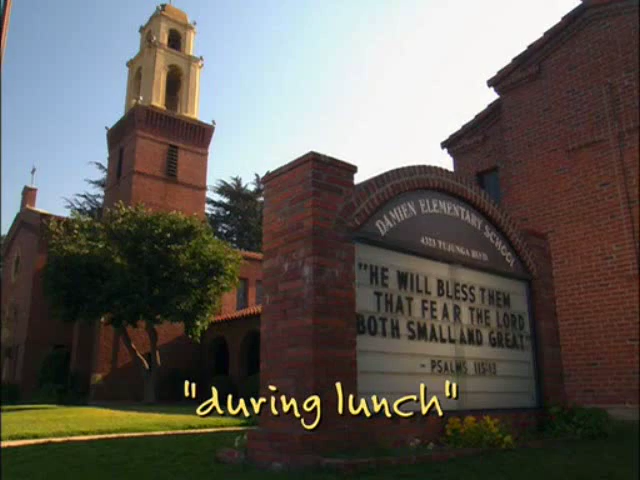 DAMIEN ELEMENTARY SCHOOL
4323 TUJUNGA BLVD
"HE WILL BLESS THEM
THAT FEAR THE LORD
BOTH SMALL AND GREAT"
- PSALMS 115:13
"during lunch"